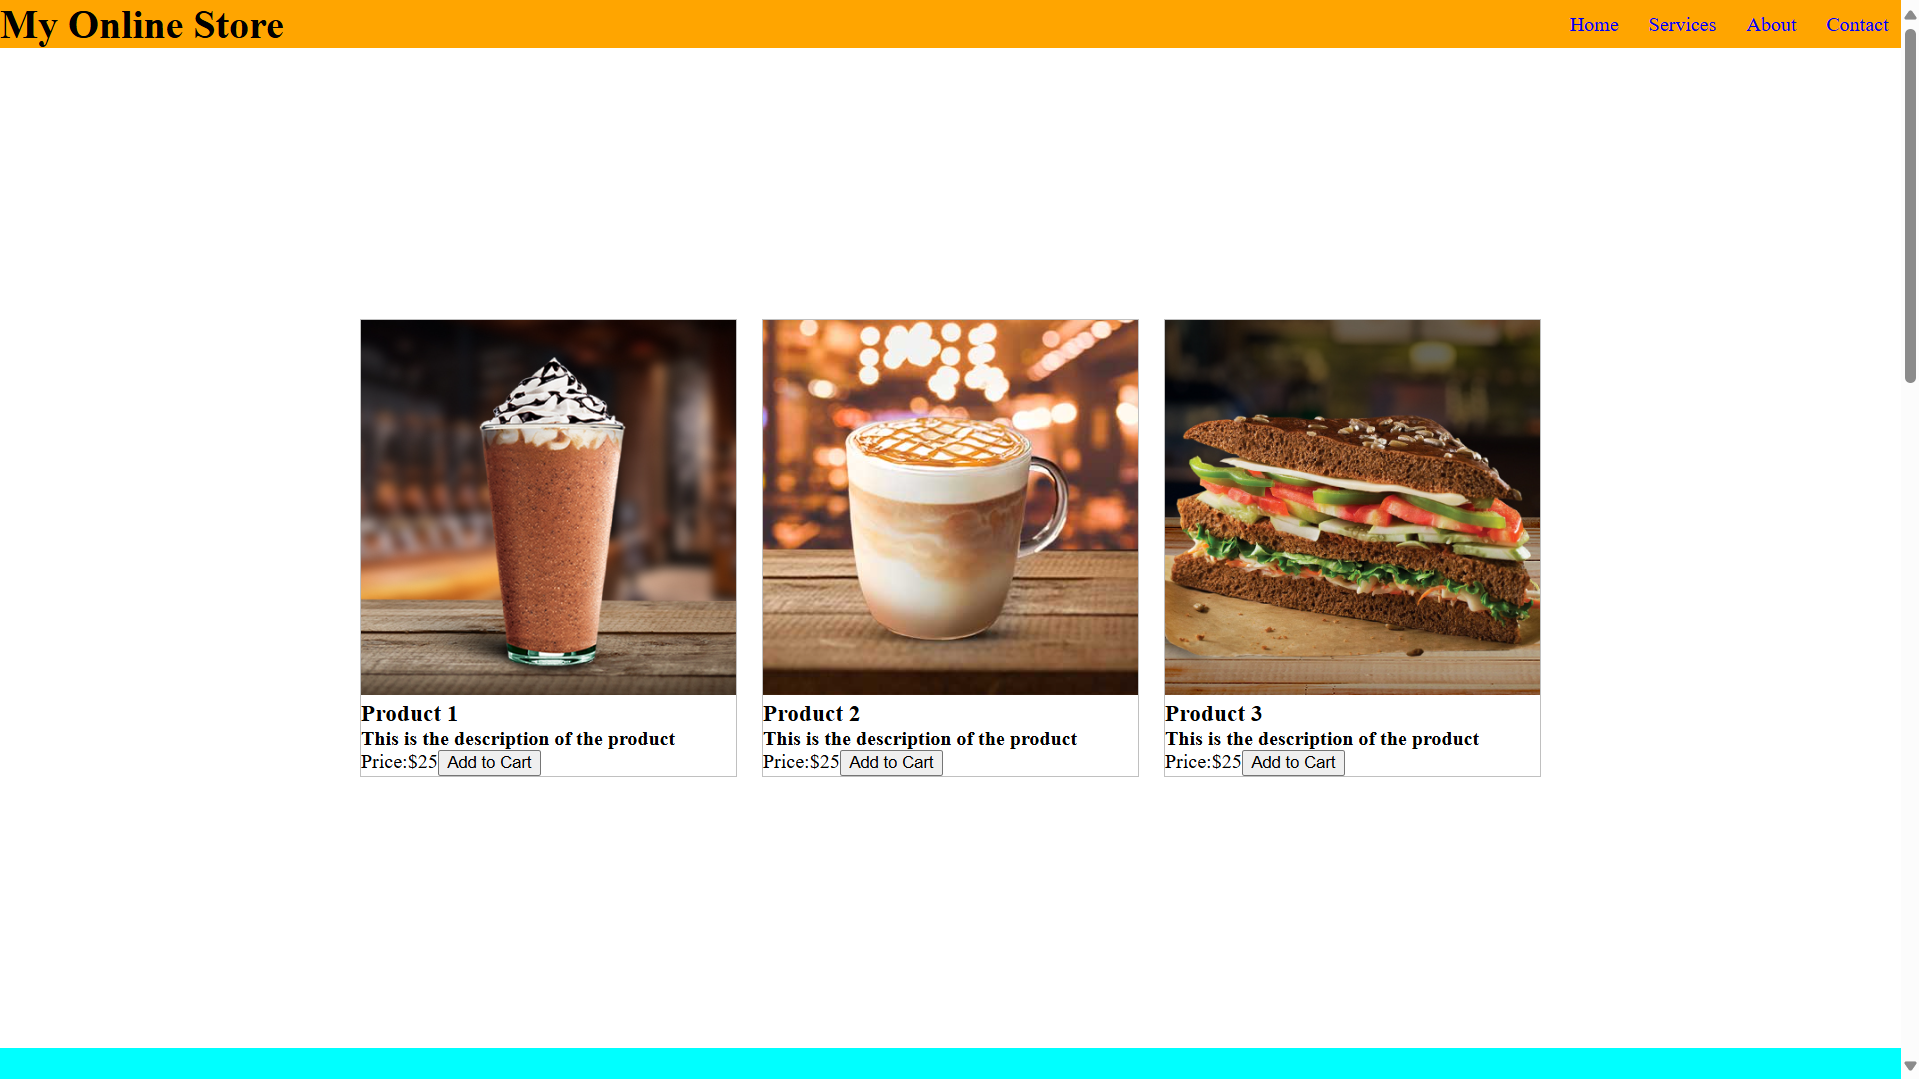 My Online Store
Home Services About Contact
Product 1
This is the description of the product
Price:$25 Add to Cart
Product 2
This is the description of the product
Price:$25 Add to Cart
Product 3
This is the description of the product
Price:$25 Add to Cart